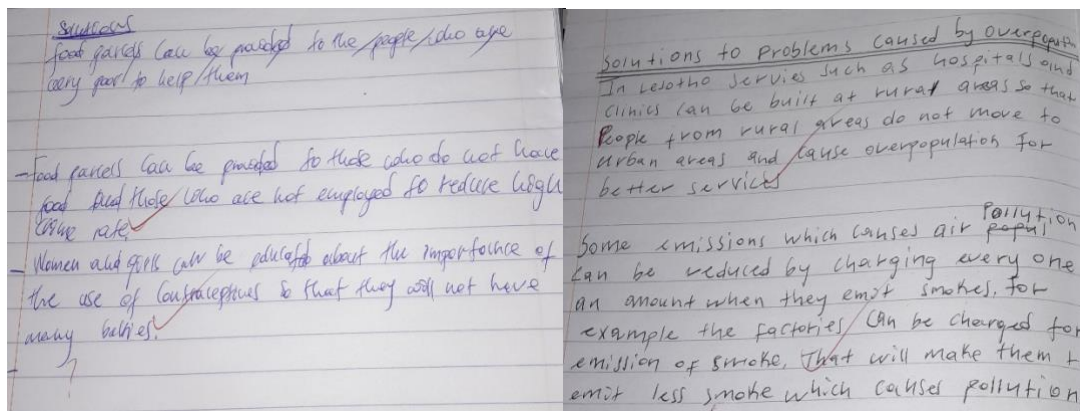 Solutions
food parcels can be provided to the people who are
very poor to help them
- Food parcels can be provided to those who do not have
food and those who are not employed to reduce high
crime rate.
- Women and girls can be educated about the importance of
the use of Contraceptives so that they will not have
many babies.
Solutions to problems caused by overpopulation
In Lesotho servies such as hospitals and
clinics can be built at rural areas so that
People from rural areas do not move to
urban areas and cause overpopulation for
better services
Some emissions which causes air popul Pollution
can be reduced by charging every one
an amount when they emit smokes, for
example the factories can be charged for
emission of smoke, That will make them t
emit less smoke which causes pollution